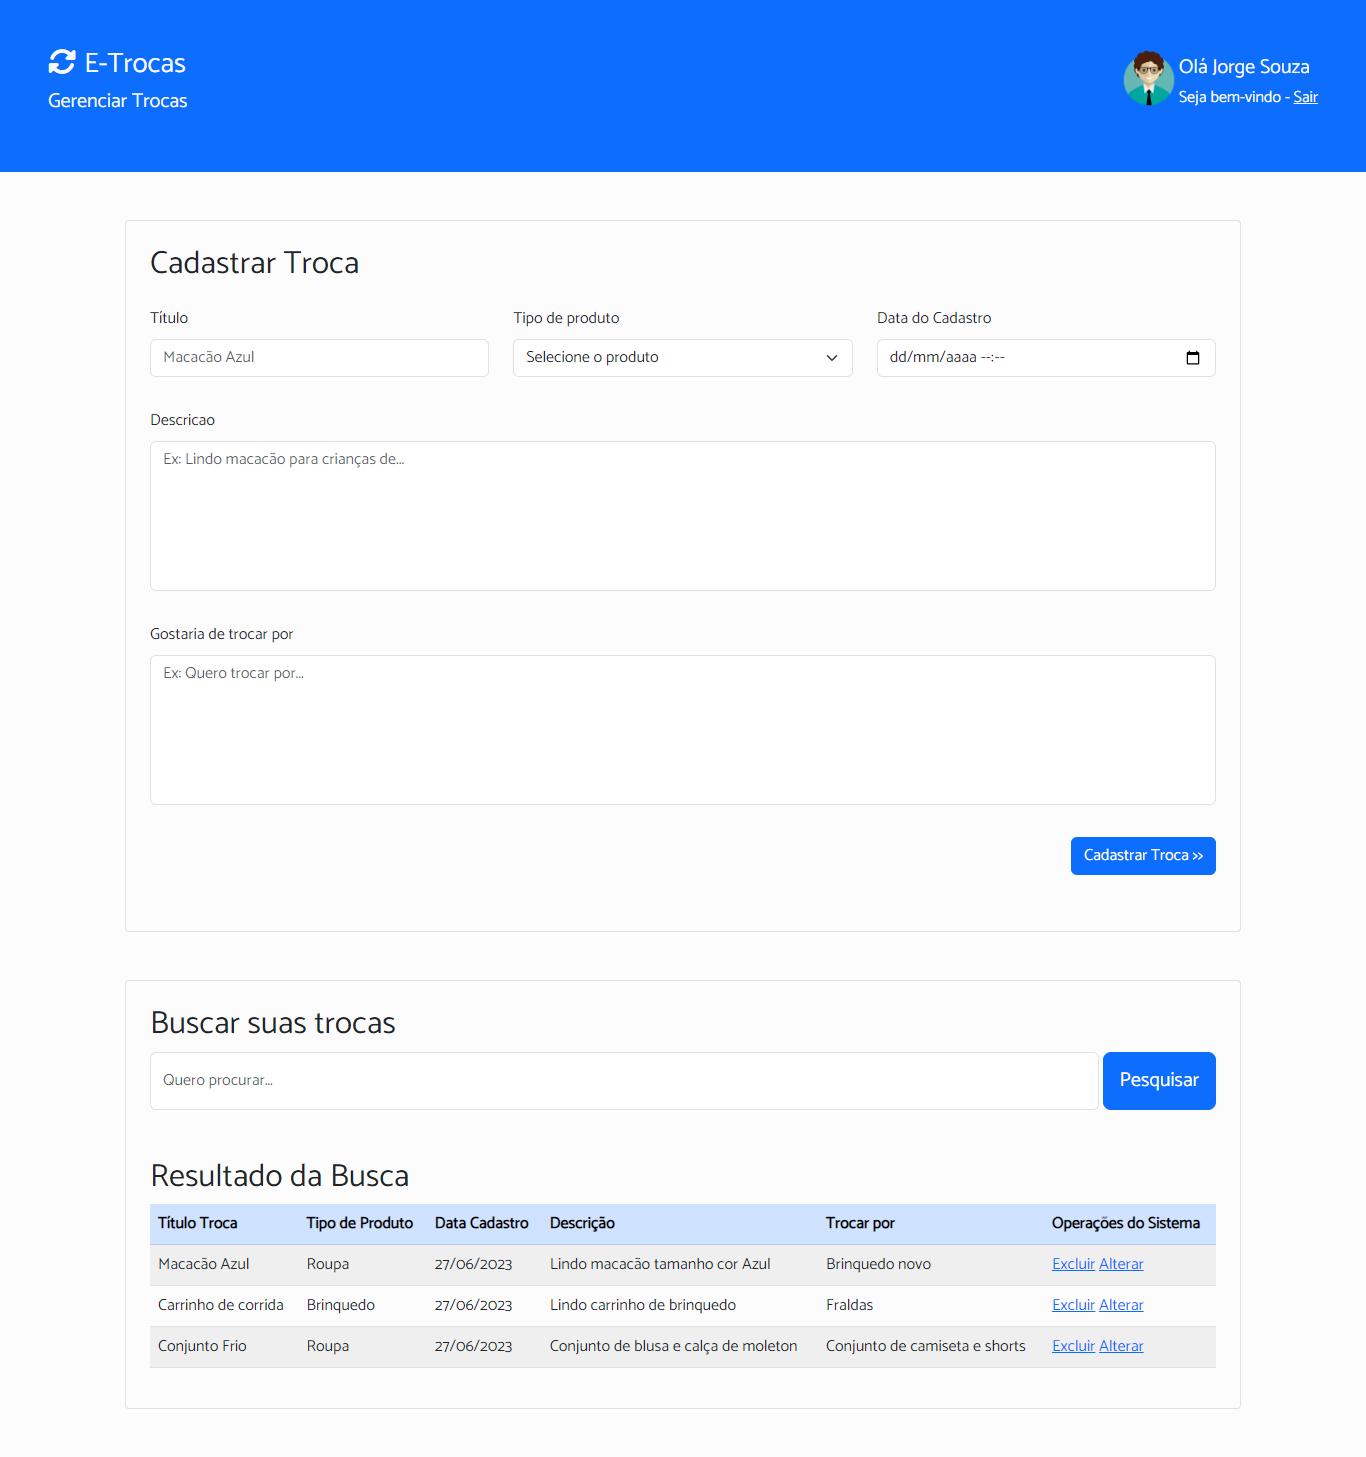 E-Trocas
Gerenciar Trocas
Olá Jorge Souza
Seja bem-vindo - Sair
Cadastrar Troca
Título Tipo de produto Data do Cadastro
Macacão Azul Selecione o produto dd/mm/aaaa --:--
Descricao
Ex: Lindo macacão para crianças de...
Gostaria de trocar por
Ex: Quero trocar por...
Cadastrar Troca >>
Buscar suas trocas
Quero procurar... Pesquisar
Resultado da Busca
Título Troca Tipo de Produto Data Cadastro Descrição Trocar por Operações do Sistema
Macacão Azul Roupa 27/06/2023 Lindo macacão tamanho cor Azul Brinquedo novo Excluir Alterar
Carrinho de corrida Brinquedo 27/06/2023 Lindo carrinho de brinquedo Fraldas Excluir Alterar
Conjunto Frio Roupa 27/06/2023 Conjunto de blusa e calça de moleton Conjunto de camiseta e shorts Excluir Alterar